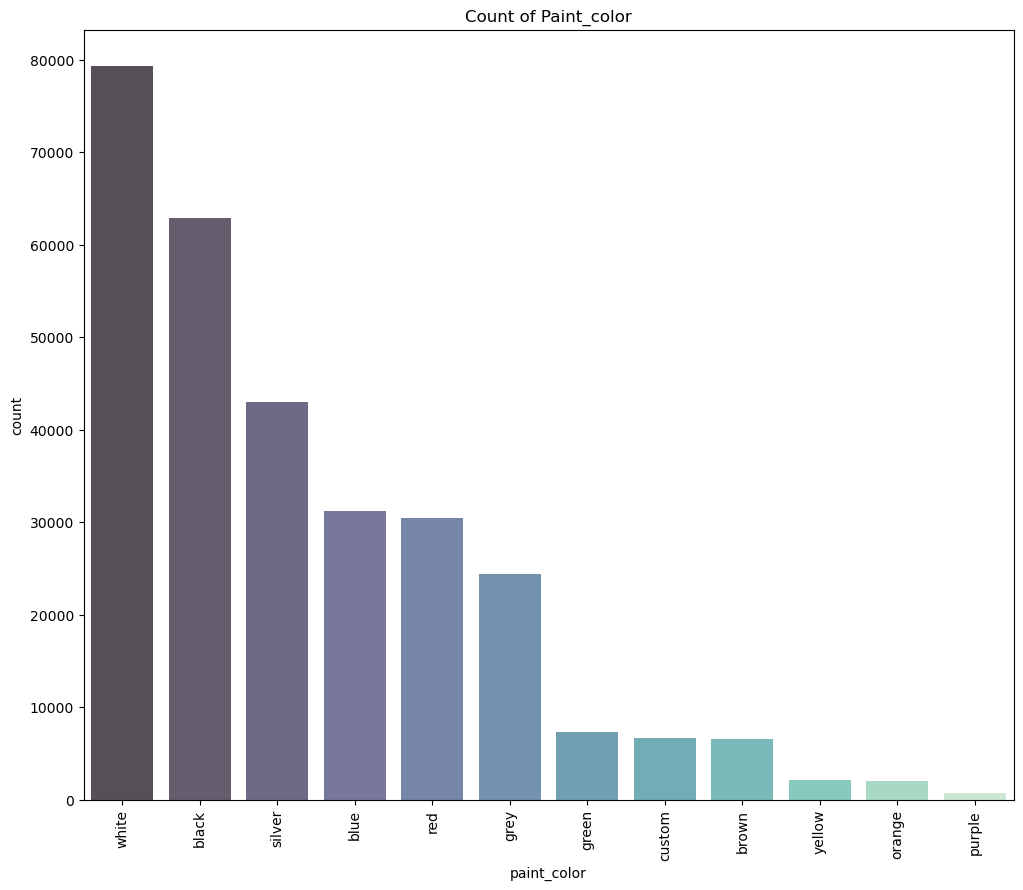 Count of Paint_color
80000
70000
60000
50000
40000
30000
20000
10000
0
count
white
black
silver
blue
red
grey
green
custom
brown
yellow
orange
purple
paint_color